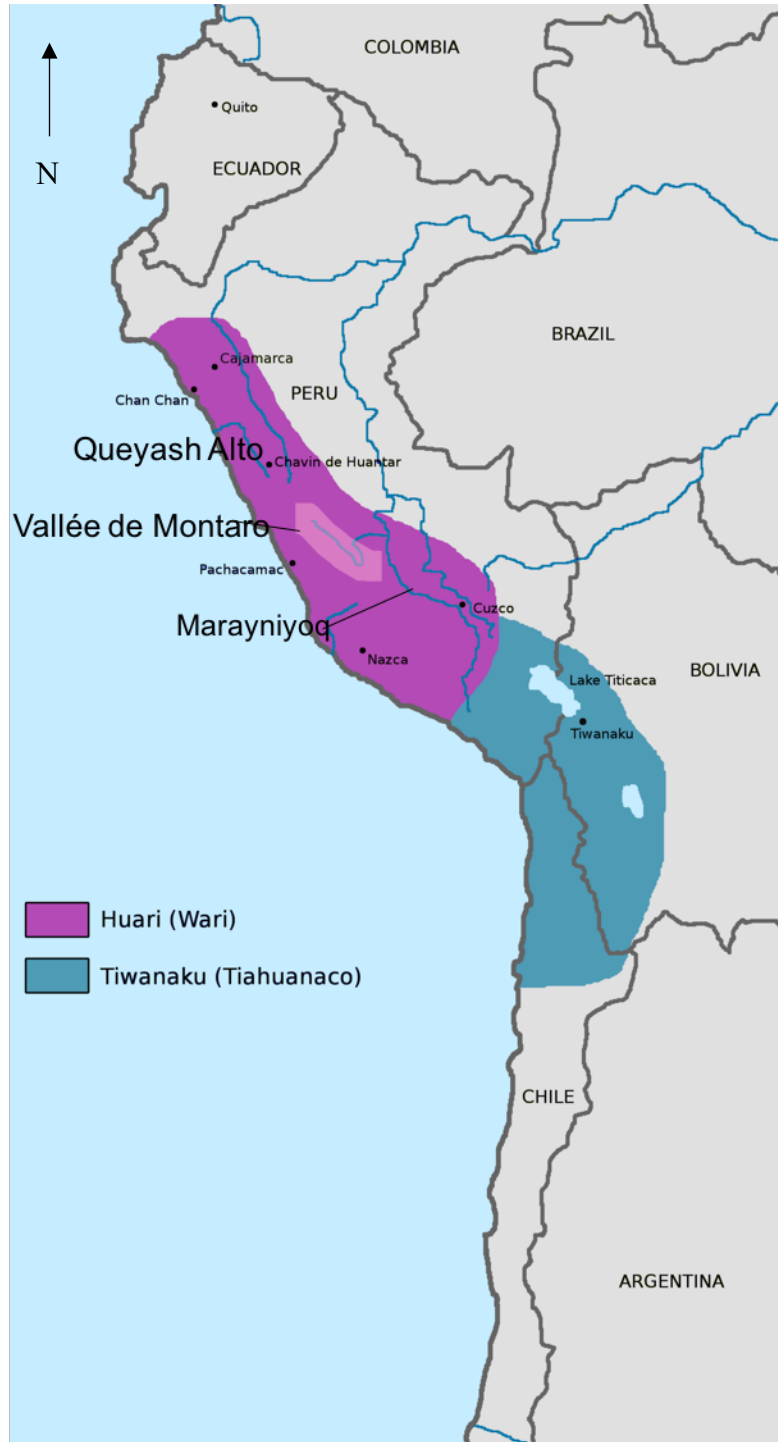 COLOMBIA
N
Quito
ECUADOR
BRAZIL
Cajamarca
PERU
Chan Chan
Queyash Alto
Chavin de Huantar
Vallée de Montaro
Pachacamac
Cuzco
Marayniyoq
Nazca
BOLIVIA
Lake Titicaca
Tiwanaku
Huari (Wari)
Tiwanaku (Tiahuanaco)
CHILE
ARGENTINA